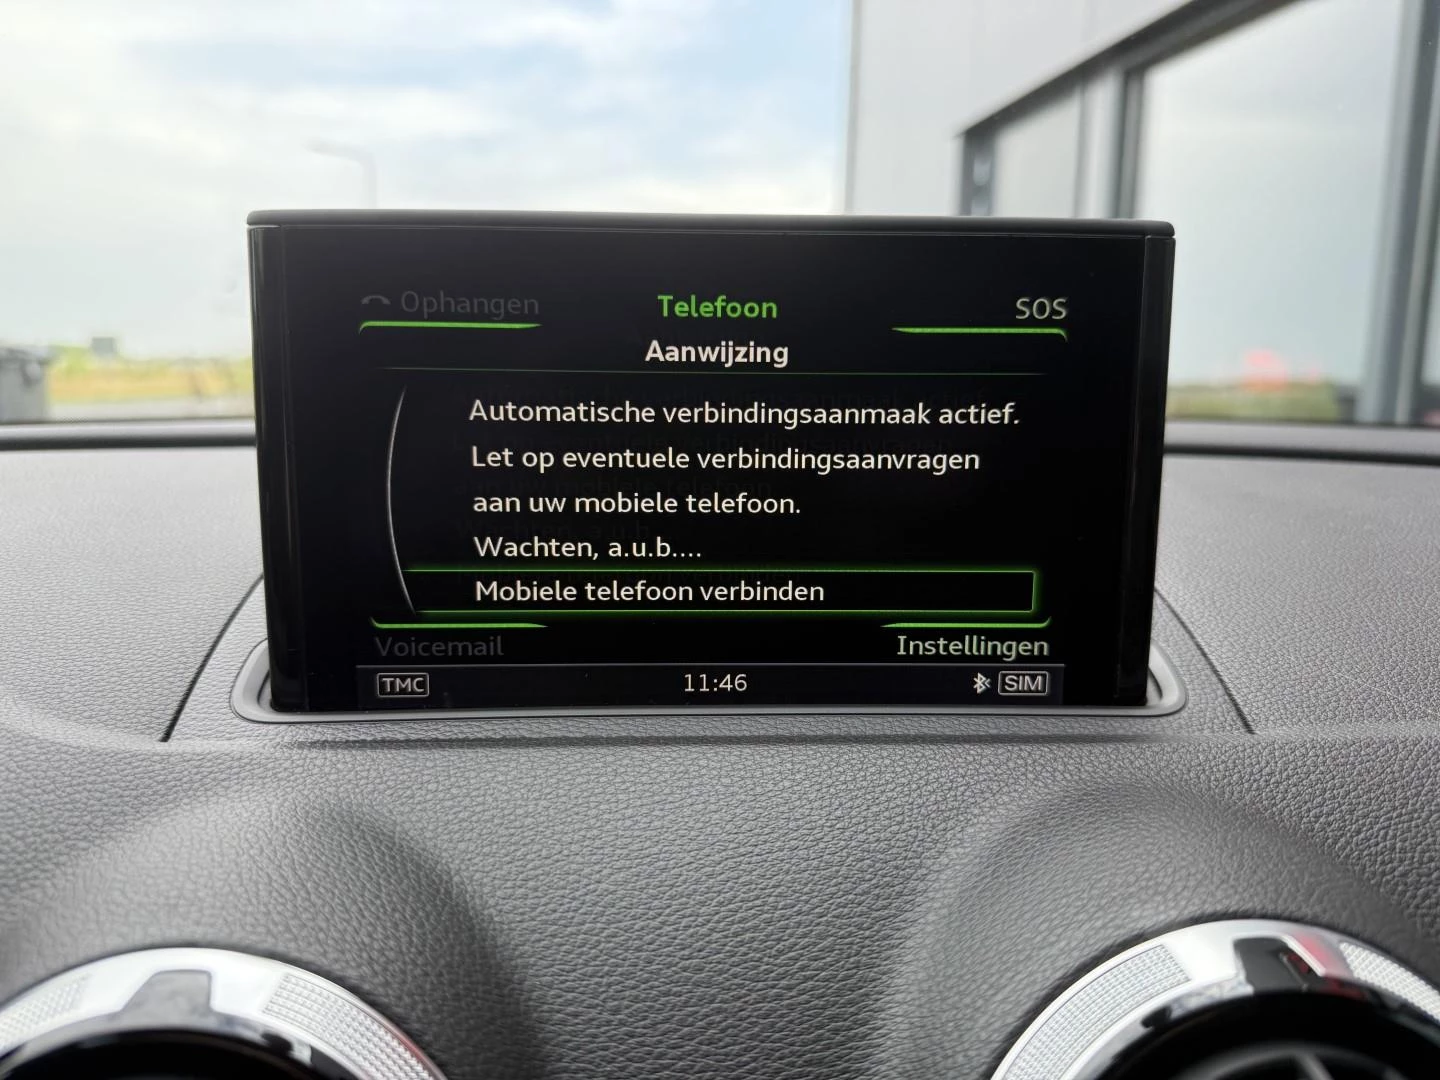 Ophangen Telefoon SOS
Aanwijzing
Automatische verbindingsaanmaak actief.
Let op eventuele verbindingsaanvragen
aan uw mobiele telefoon.
Wachten, a.u.b....
Mobiele telefoon verbinden
Voicemail Instellingen
TMC 11:46 SIM